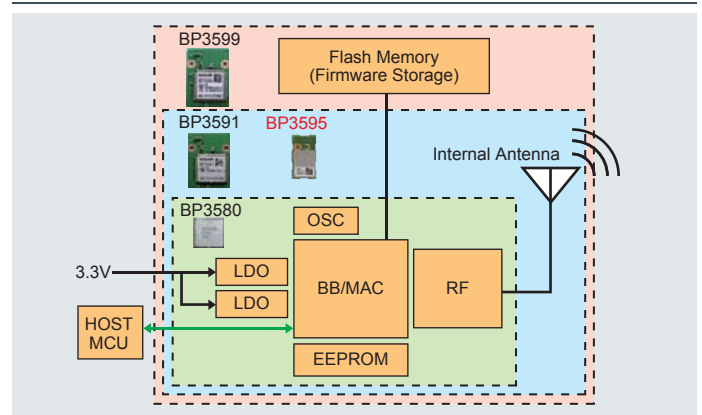 BP3599
Flash Memory
(Firmware Storage)
BP3591
BP3595
Internal Antenna
BP3580
OSC
3.3V
LDO
LDO
BB/MAC
RF
HOST
MCU
EEPROM